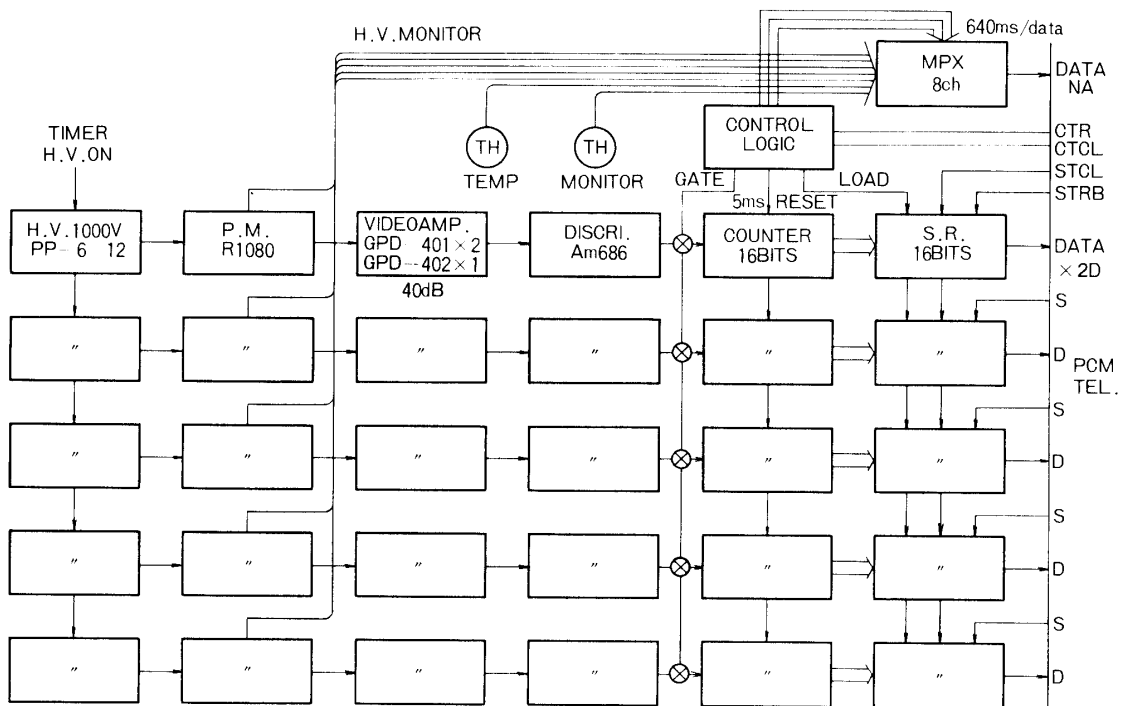 H.V.MONITOR
640ms/data
MPX
8ch
DATA
NA
TIMER
H.V.ON
TH
TEMP
TH
MONITOR
CONTROL
LOGIC
CTR
CTCL
GATE
LOAD
STCL
5ms
RESET
STRB
H.V.1000V
PP-6 12
P.M.
R1080
VIDEOAMP.
GPD-401×2
GPD--402×1
40dB
DISCRI.
Am686
COUNTER
16BITS
S.R.
16BITS
DATA
×2D
S
〃 〃 〃 〃 〃 〃
D
PCM
TEL.
S
〃 〃 〃 〃 〃 〃
D
S
〃 〃 〃 〃 〃 〃
D
S
〃 〃 〃 〃 〃 〃
D